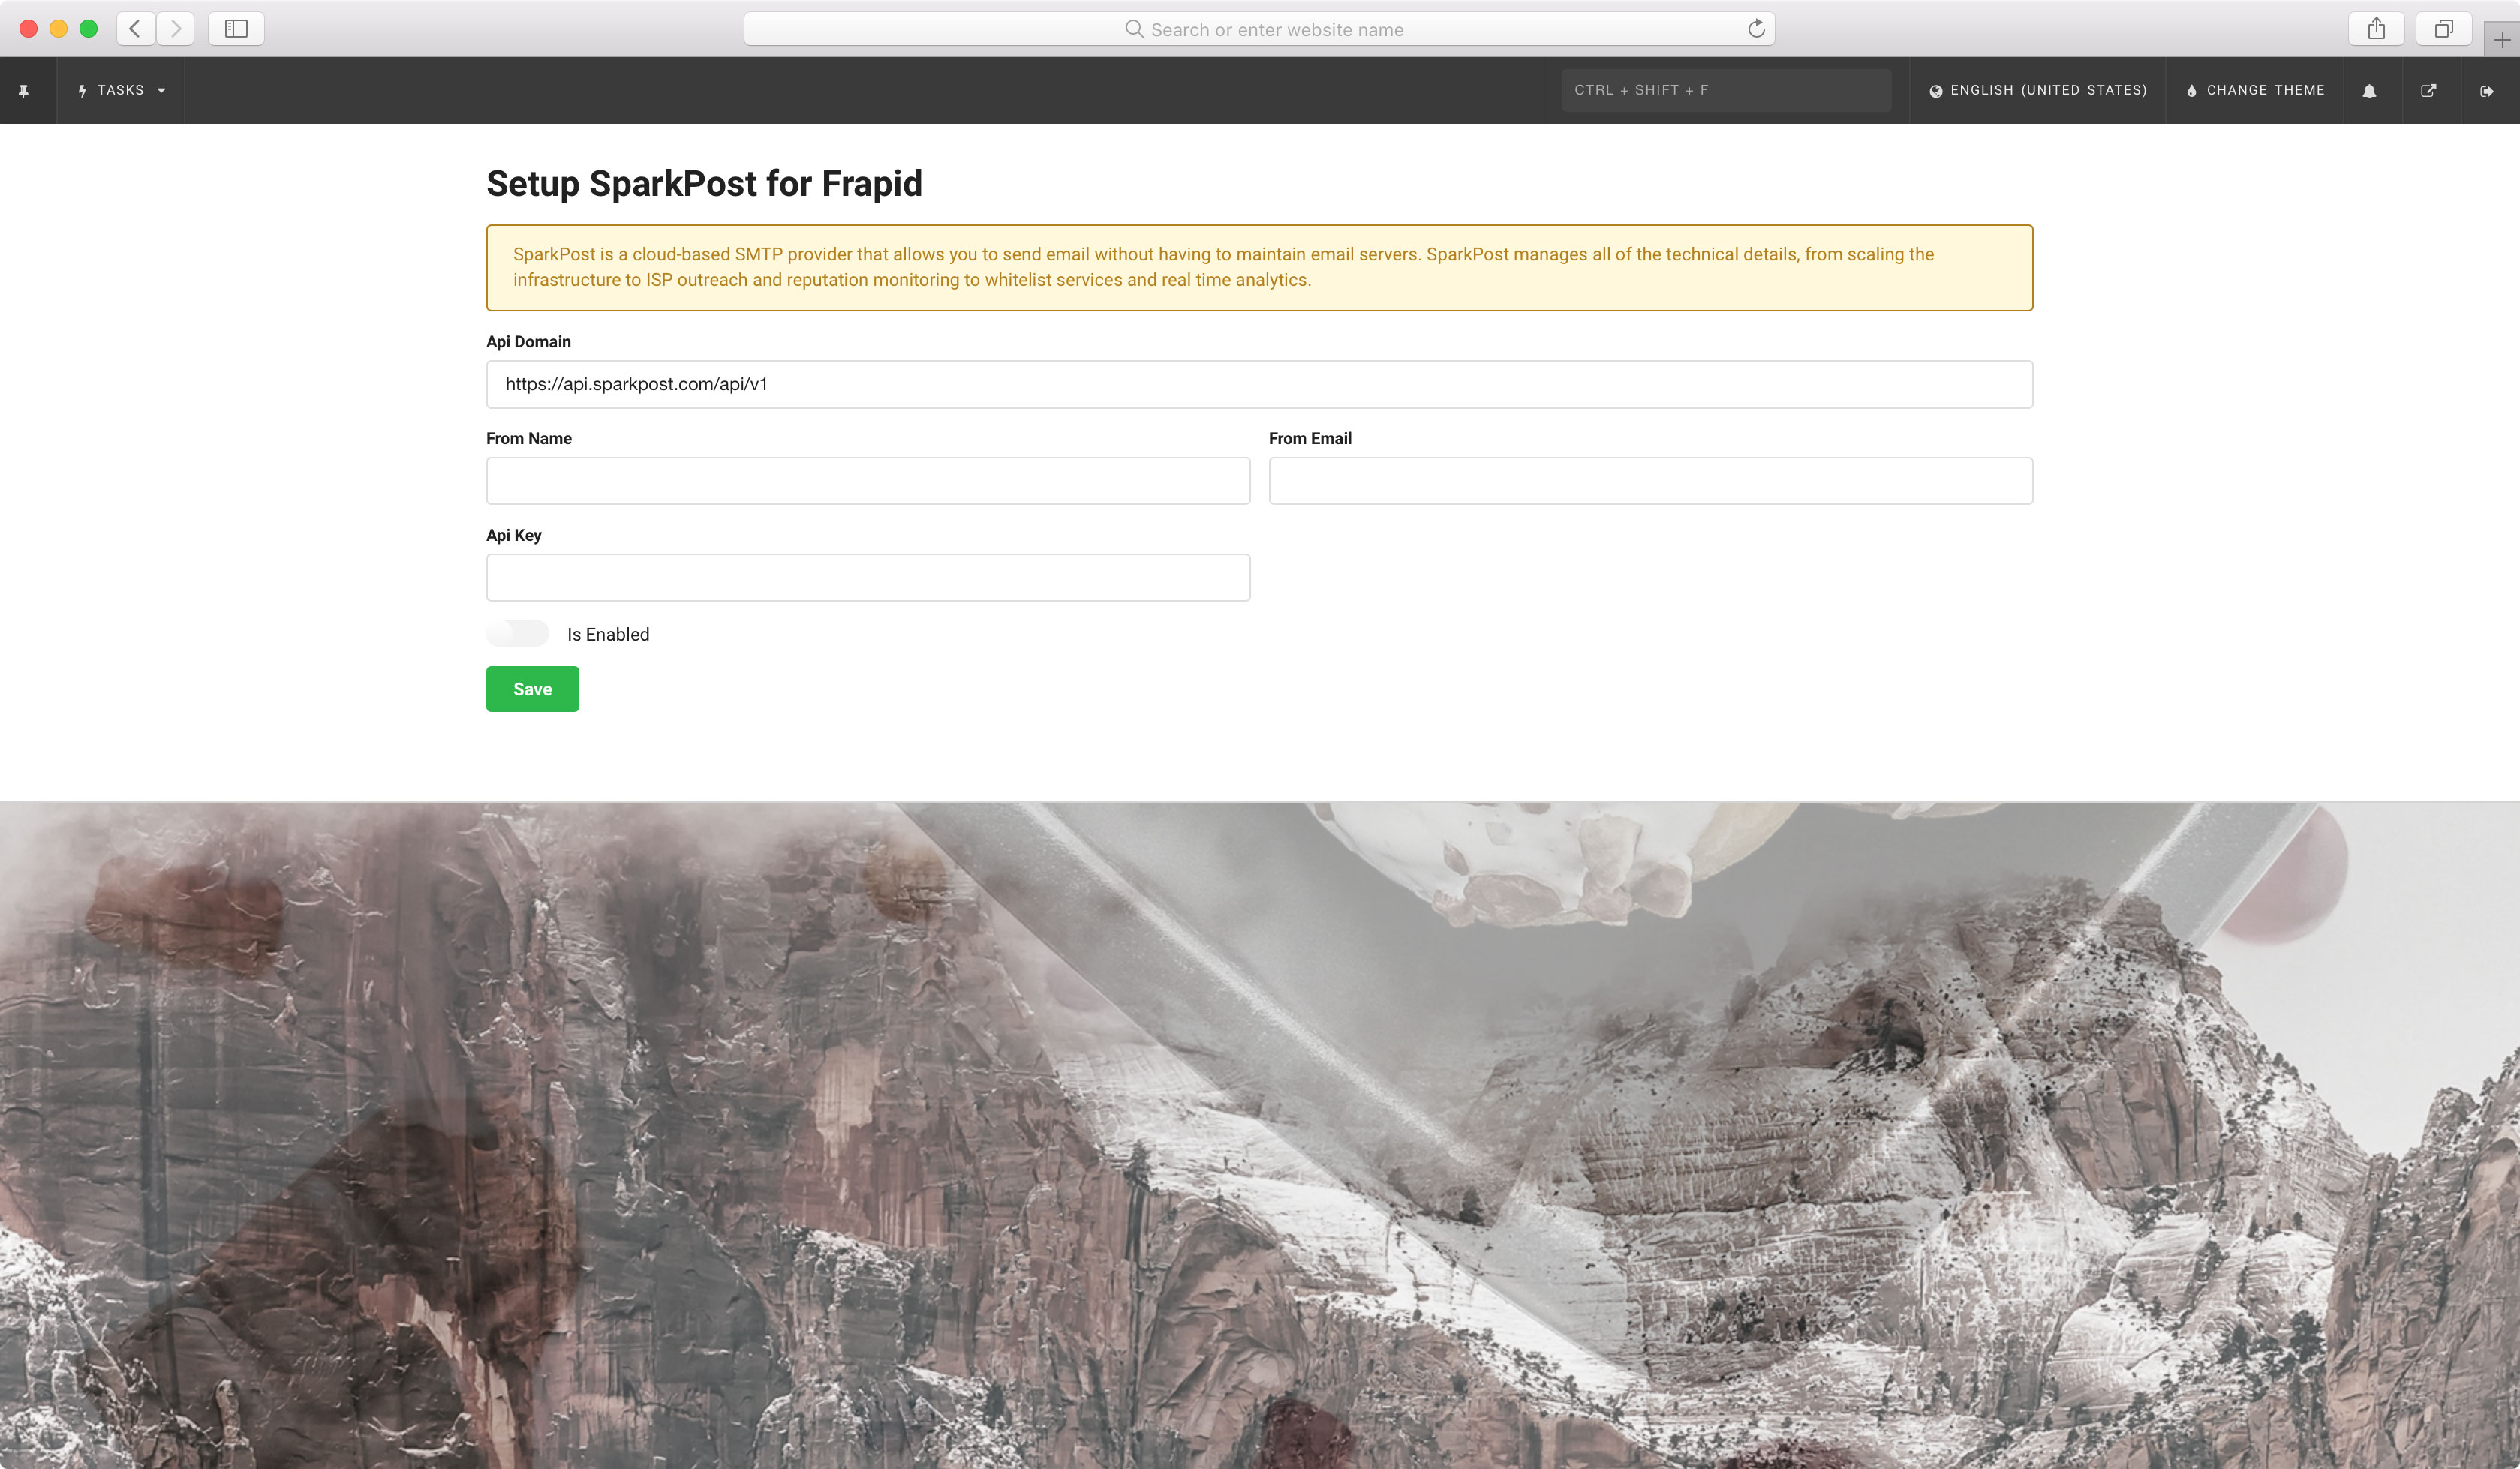 Search or enter website name
TASKS
CTRL + SHIFT + F
ENGLISH (UNITED STATES)
CHANGE THEME
Setup SparkPost for Frapid
SparkPost is a cloud-based SMTP provider that allows you to send email without having to maintain email servers. SparkPost manages all of the technical details, from scaling the
infrastructure to ISP outreach and reputation monitoring to whitelist services and real time analytics.
Api Domain
https://api.sparkpost.com/api/v1
From Name
From Email
Api Key
Is Enabled
Save